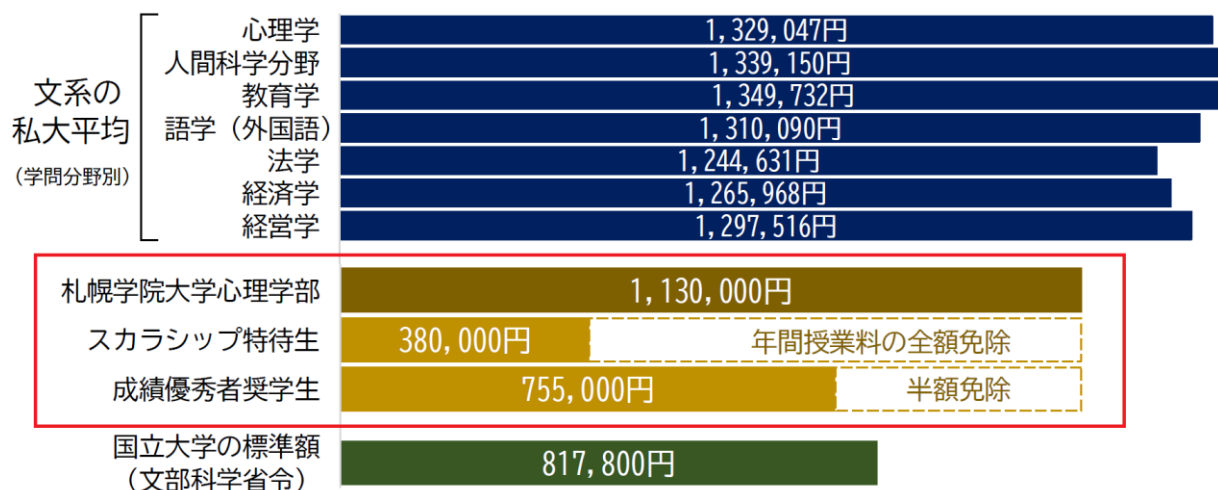 文系の
私大平均
(学問分野別)
心理学 1,329,047円
人間科学分野 1,339,150円
教育学 1,349,732円
語学（外国語） 1,310,090円
法学 1,244,631円
経済学 1,265,968円
経営学 1,297,516円
札幌学院大学心理学部 1,130,000円
スカラシップ特待生 380,000円 年間授業料の全額免除
成績優秀者奨学生 755,000円 半額免除
国立大学の標準額
（文部科学省令） 817,800円